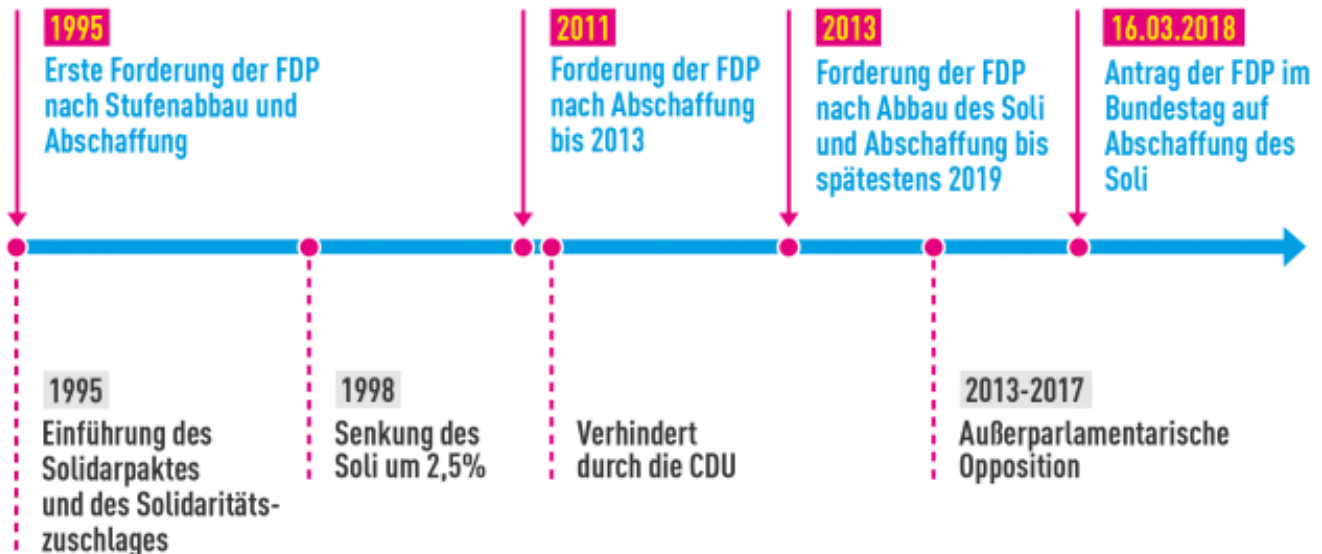 1995
Erste Forderung der FDP
nach Stufenabbau und
Abschaffung
2011
Forderung der FDP
nach Abschaffung
bis 2013
2013
Forderung der FDP
nach Abbau des Soli
und Abschaffung bis
spätestens 2019
16.03.2018
Antrag der FDP im
Bundestag auf
Abschaffung des
Soli
1995
Einführung des
Solidarpaktes
und des Solidaritäts-
zuschlages
1998
Senkung des
Soli um 2,5%
Verhindert
durch die CDU
2013-2017
Außerparlamentarische
Opposition